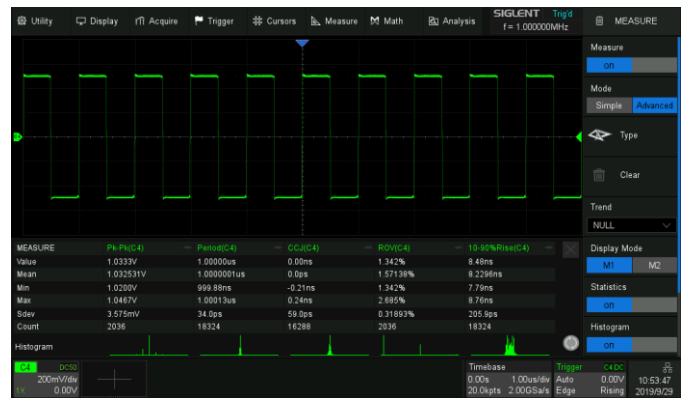 Utility Display Acquire Trigger Cursors Measure Math Analysis SIGLENT Trig'd MEASURE
f = 1.000000MHz
Measure
on
Mode
Simple Advanced
Type
Clear
Trend
NULL
Display Mode
M1 M2
Statistics
on
Histogram
on
MEASURE Pk-Pk(C4) Period(C4) CCJ(C4) ROV(C4) 10-90%Rise(C4)
Value 1.0333V 1.00000us 0.00ns 1.342% 8.48ns
Mean 1.032531V 1.0000001us 0.0ps 1.57138% 8.2296ns
Min 1.0200V 999.88ns -0.21ns 1.342% 7.79ns
Max 1.0467V 1.00013us 0.24ns 2.685% 8.76ns
Sdev 3.575mV 34.0ps 59.0ps 0.31893% 205.9ps
Count 2036 18324 16288 2036 18324
Histogram
C4 DC50 Timebase Trigger C4 DC
200mV/div 0.00s 1.00us/div Auto 0.00V 10:53:47
1X 0.00V 20.0kpts 2.00GSa/s Edge Rising 2019/9/29